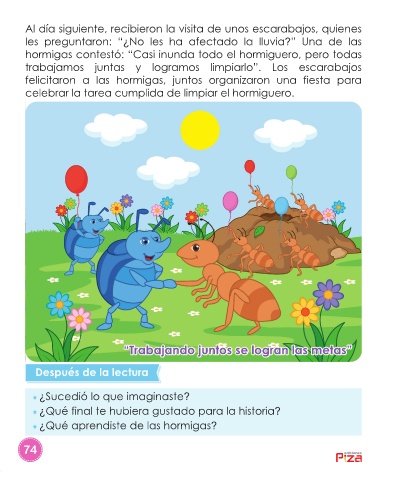 Al día siguiente, recibieron la visita de unos escarabajos, quienes
les preguntaron: “¿No les ha afectado la lluvia?” Una de las
hormigas contestó: “Casi inunda todo el hormiguero, pero todas
trabajamos juntas y logramos limpiarlo”. Los escarabajos
felicitaron a las hormigas, juntos organizaron una fiesta para
celebrar la tarea cumplida de limpiar el hormiguero.
"Trabajando juntos se logran las metas"
Después de la lectura
• ¿Sucedió lo que imaginaste?
• ¿Qué final te hubiera gustado para la historia?
• ¿Qué aprendiste de las hormigas?
74
Piza